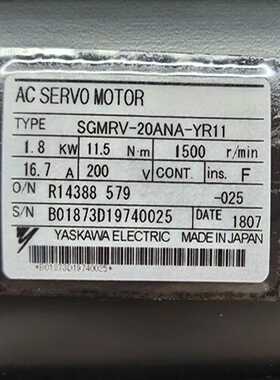 AC SERVO MOTOR
TYPE SGMRV-20ANA-YR11
1.8 KW 11.5 N·m 1500 r/min
16.7 A 200 V CONT. ins. F
O/N R14388 579 -025
S/N B01873D19740025 DATE 1807
YASKAWA ELECTRIC MADE IN JAPAN
*B01873D19740025*